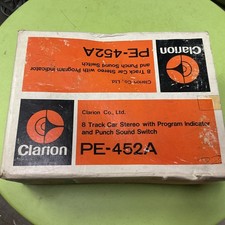 Clarion
PE-452A
8 Track Car Stereo with Program Indicator
and Punch Sound Switch
Clarion Co., Ltd.
Clarion Co., Ltd.
8 Track Car Stereo with Program Indicator
and Punch Sound Switch
Clarion
PE-452A